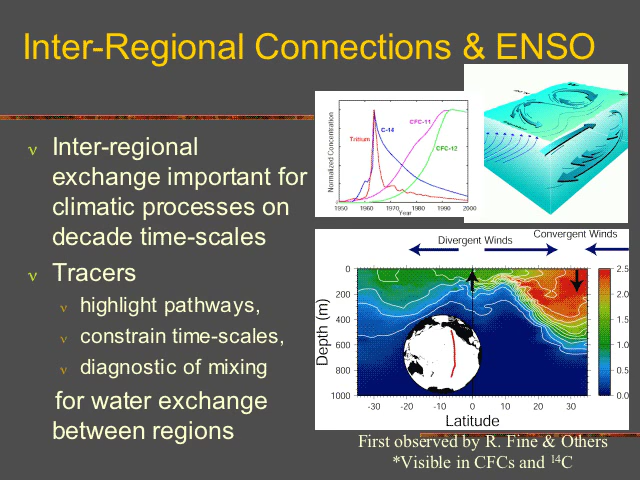 Inter-Regional Connections & ENSO
ν Inter-regional
exchange important for
climatic processes on
decade time-scales
ν Tracers
ν highlight pathways,
ν constrain time-scales,
ν diagnostic of mixing
for water exchange
between regions
Normalized Concentration
CFC-11
C-14
Tritium
CFC-12
1950 1960 1970 1980 1990 2000
Year
Divergent Winds
Convergent Winds
Depth (m)
0
200
400
600
800
1000
-30 -20 -10 0 10 20 30
Latitude
2.5
2.0
1.5
1.0
0.5
0.0
First observed by R. Fine & Others
*Visible in CFCs and ¹⁴C